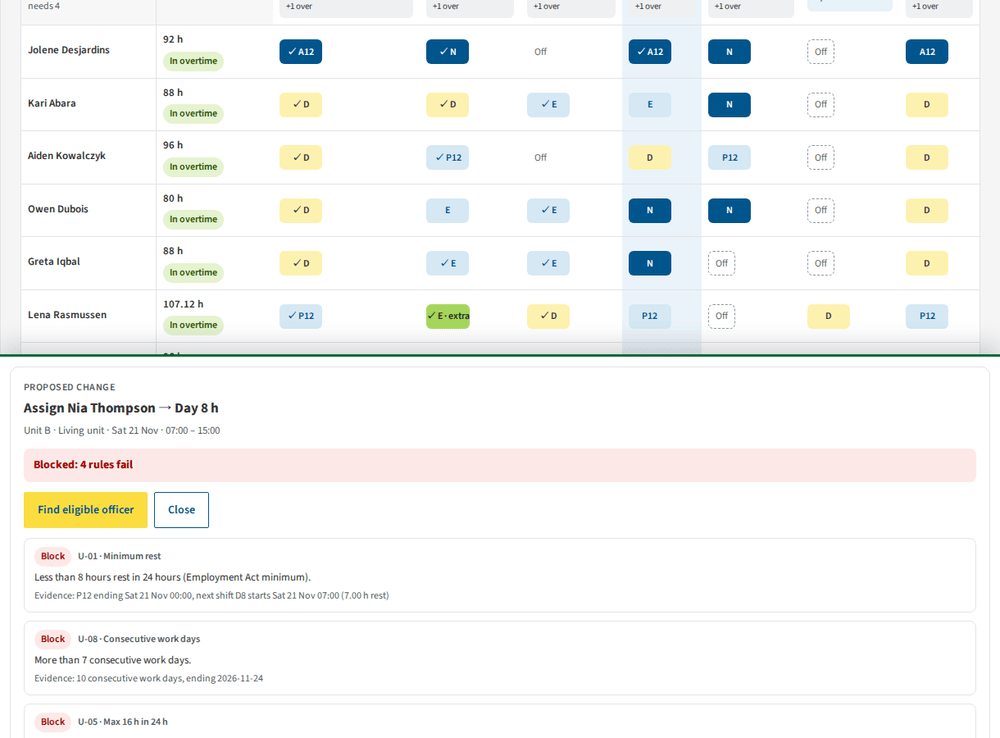 needs 4
+1 over +1 over +1 over +1 over +1 over +1 over
Jolene Desjardins
92 h
In overtime
✓ A12 ✓ N Off ✓ A12 N Off A12
Kari Abara
88 h
In overtime
✓ D ✓ D ✓ E E N Off D
Aiden Kowalczyk
96 h
In overtime
✓ D ✓ P12 Off D P12 Off D
Owen Dubois
80 h
In overtime
✓ D E ✓ E N N Off D
Greta Iqbal
88 h
In overtime
✓ D ✓ E ✓ E N Off Off D
Lena Rasmussen
107.12 h
In overtime
✓ P12 ✓ E · extra ✓ D P12 Off D P12
PROPOSED CHANGE
Assign Nia Thompson → Day 8 h
Unit B · Living unit · Sat 21 Nov · 07:00 – 15:00
Blocked: 4 rules fail
Find eligible officer Close
Block U-01 · Minimum rest
Less than 8 hours rest in 24 hours (Employment Act minimum).
Evidence: P12 ending Sat 21 Nov 00:00, next shift D8 starts Sat 21 Nov 07:00 (7.00 h rest)
Block U-08 · Consecutive work days
More than 7 consecutive work days.
Evidence: 10 consecutive work days, ending 2026-11-24
Block U-05 · Max 16 h in 24 h